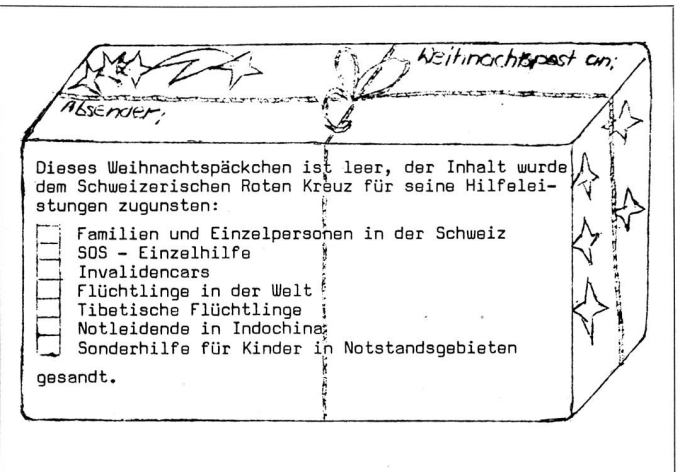 Weihnachtspost an:
Absender:
Dieses Weihnachtspäckchen ist leer, der Inhalt wurde
dem Schweizerischen Roten Kreuz für seine Hilfelei-
stungen zugunsten:
Familien und Einzelpersonen in der Schweiz
SOS - Einzelhilfe
Invalidencars
Flüchtlinge in der Welt
Tibetische Flüchtlinge
Notleidende in Indochina
Sonderhilfe für Kinder in Notstandsgebieten
gesandt.